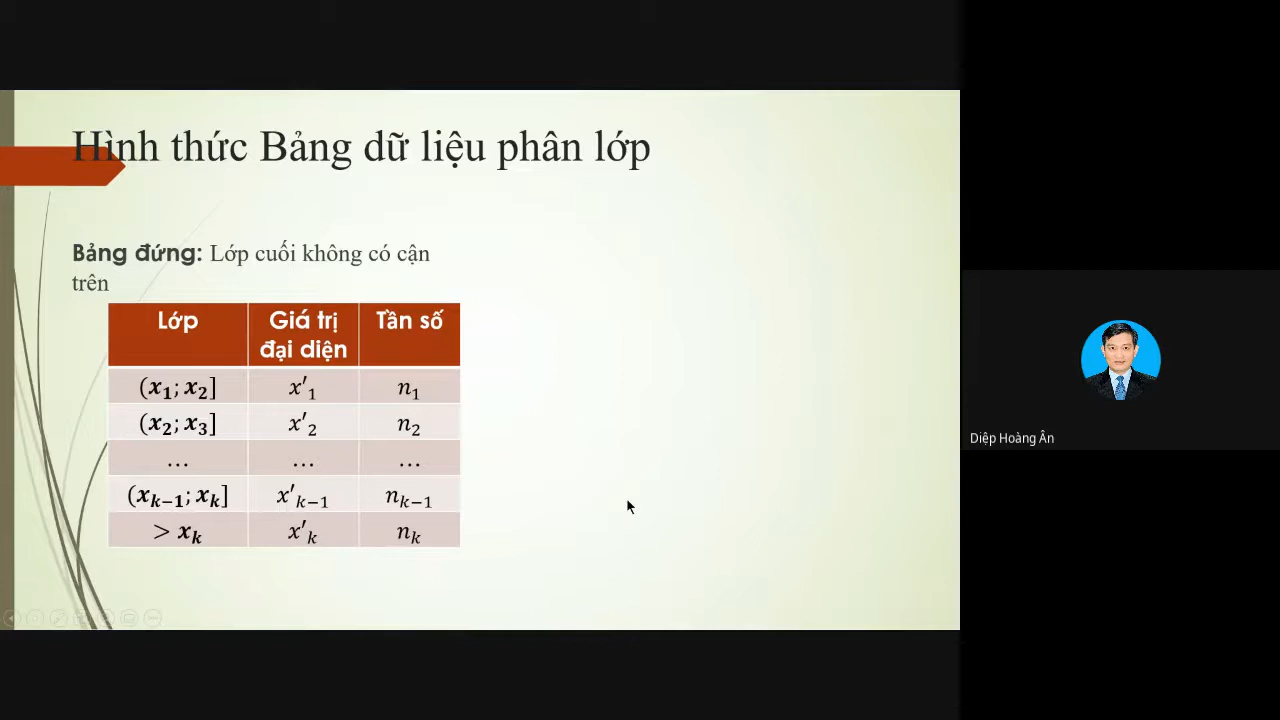 Hình thức Bảng dữ liệu phân lớp
Bảng đứng: Lớp cuối không có cận
trên
Lớp Giá trị đại diện Tần số
(x₁; x₂] x′₁ n₁
(x₂; x₃] x′₂ n₂
… … …
(xₖ₋₁; xₖ] x′ₖ₋₁ nₖ₋₁
> xₖ x′ₖ nₖ
Diệp Hoàng Ân